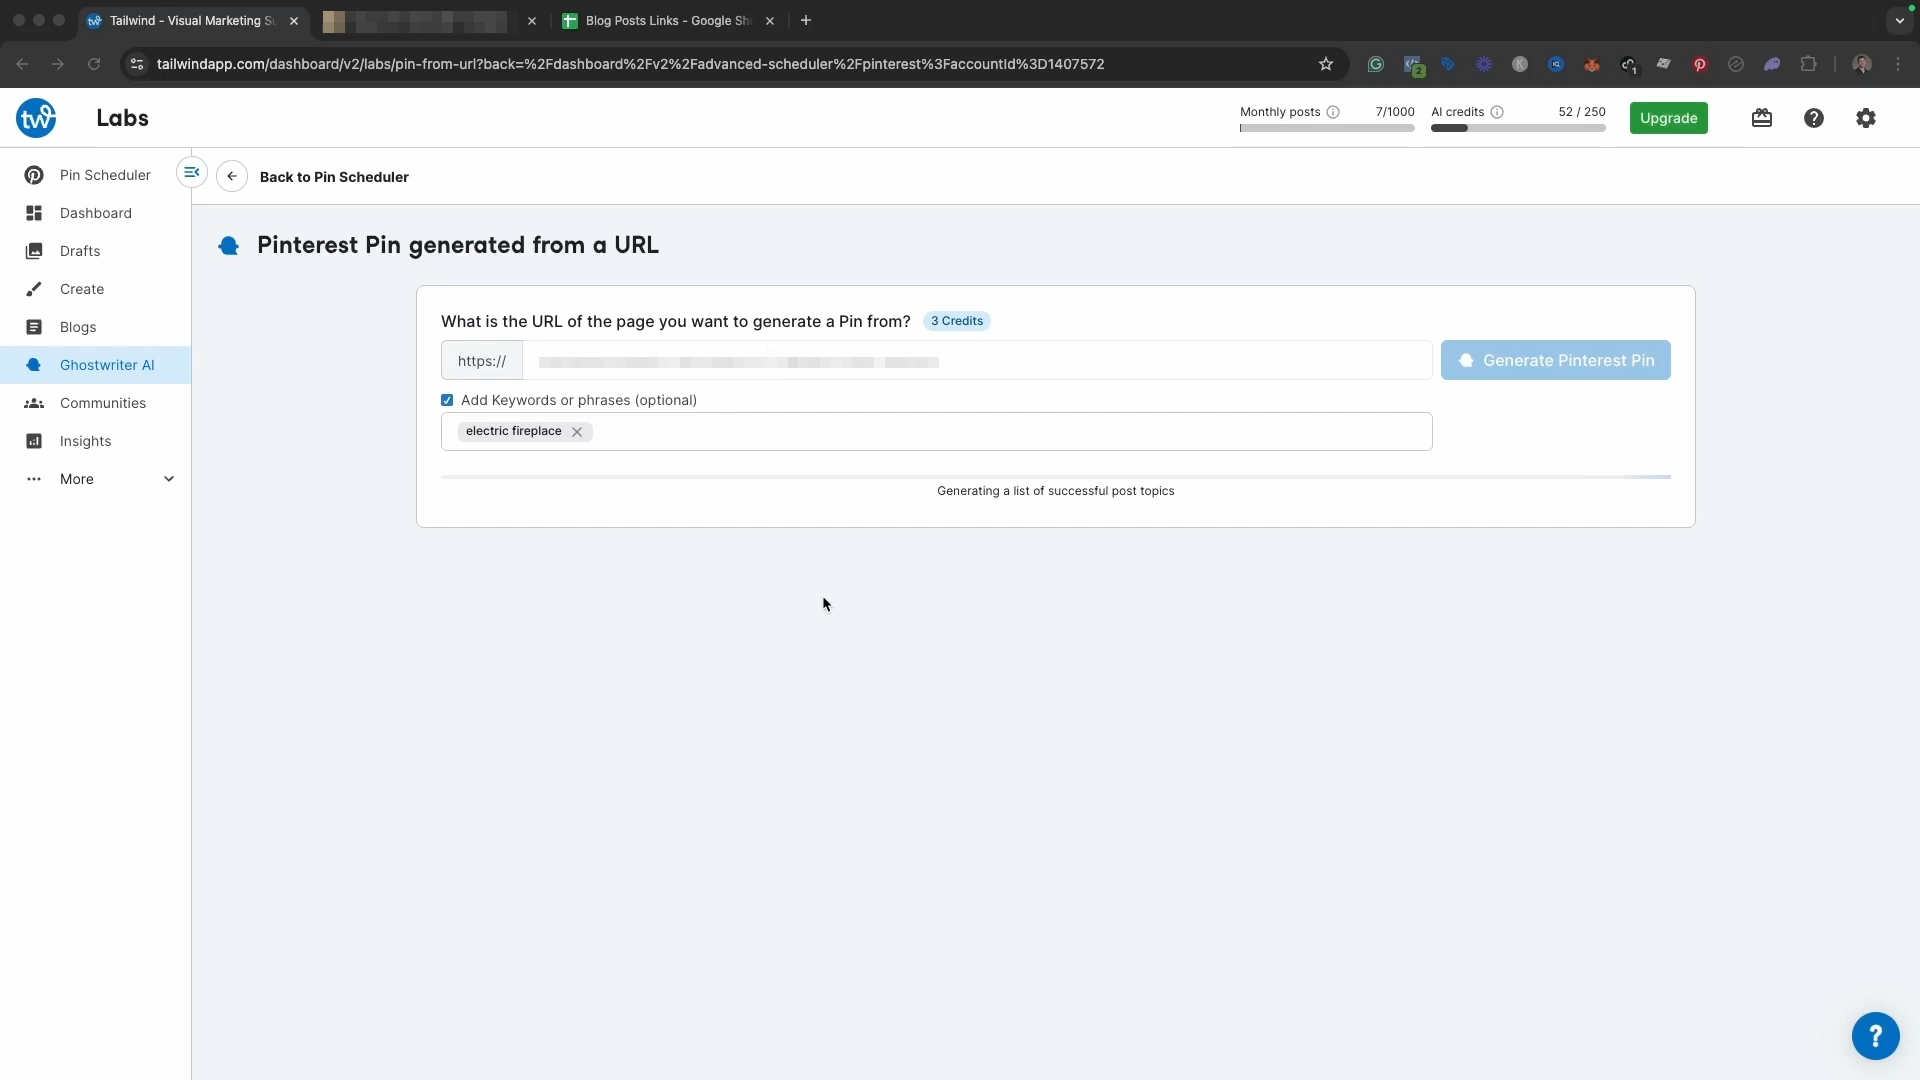 Tailwind - Visual Marketing Su
Blog Posts Links - Google She
tailwindapp.com/dashboard/v2/labs/pin-from-url?back=%2Fdashboard%2Fv2%2Fadvanced-scheduler%2Fpinterest%3FaccountId%3D1407572
Labs
Monthly posts 7/1000
AI credits 52 / 250
Upgrade
Pin Scheduler
Dashboard
Drafts
Create
Blogs
Ghostwriter AI
Communities
Insights
More
Back to Pin Scheduler
Pinterest Pin generated from a URL
What is the URL of the page you want to generate a Pin from? 3 Credits
https://
Generate Pinterest Pin
Add Keywords or phrases (optional)
electric fireplace
Generating a list of successful post topics